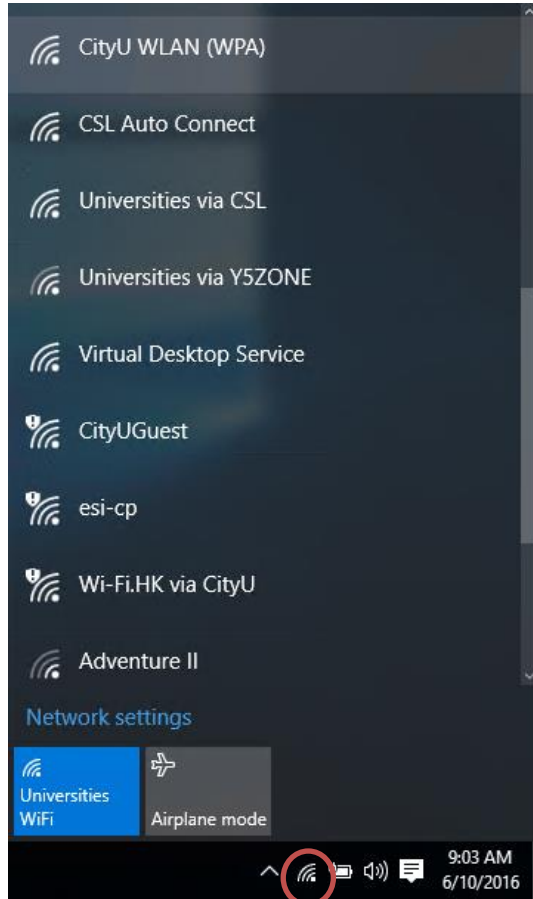 CityU WLAN (WPA)
CSL Auto Connect
Universities via CSL
Universities via Y5ZONE
Virtual Desktop Service
CityUGuest
esi-cp
Wi-Fi.HK via CityU
Adventure II
Network settings
Universities
WiFi
Airplane mode
9:03 AM
6/10/2016